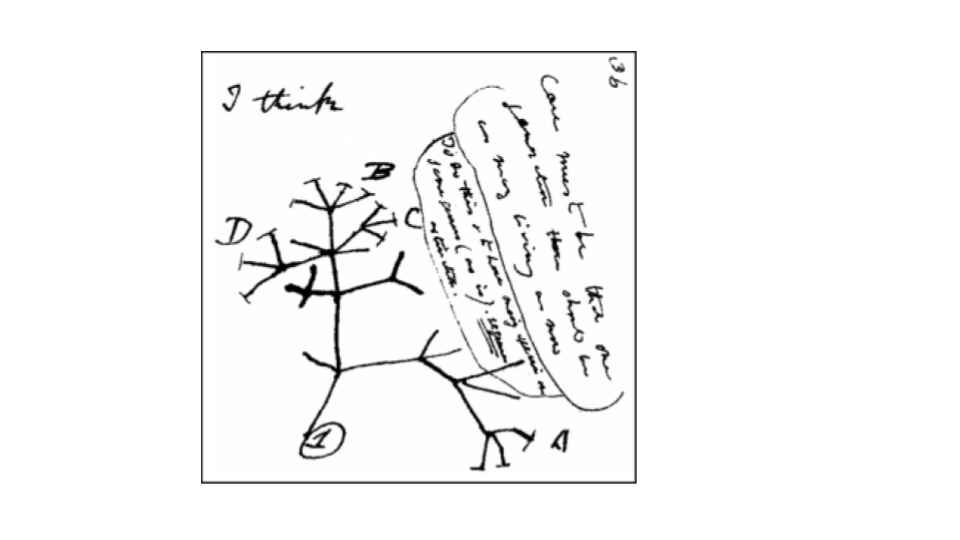 I think
36
Case must be that one
generation then should be
as many living as now
To do this & to have many species in
same genus (as is). requires
extinction.
B
C
D
A
1